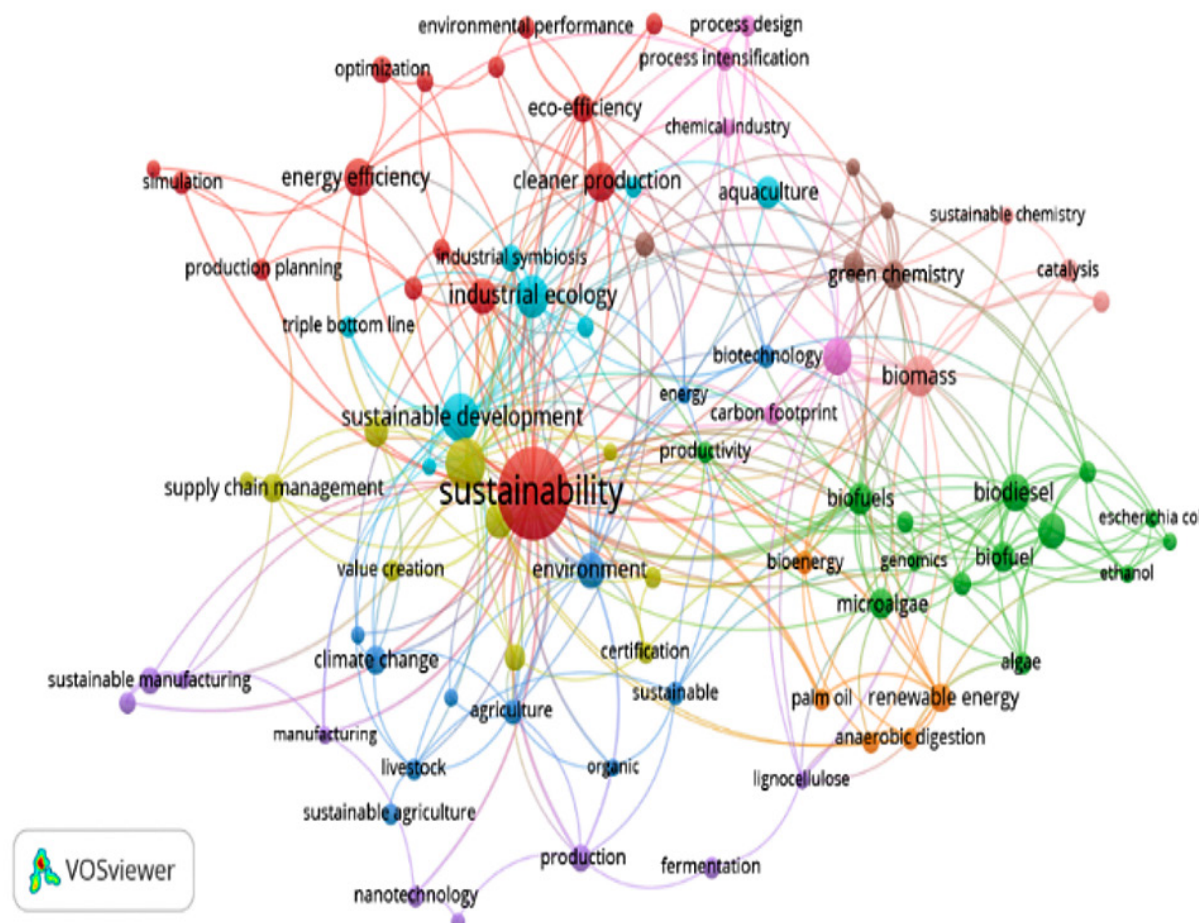 environmental performance
process design
process intensification
optimization
eco-efficiency
chemical industry
simulation
energy efficiency
cleaner production
aquaculture
sustainable chemistry
production planning
industrial symbiosis
green chemistry
catalysis
industrial ecology
triple bottom line
biotechnology
biomass
energy
carbon footprint
sustainable development
productivity
supply chain management
sustainability
biofuels
biodiesel
escherichia col
value creation
environment
bioenergy
genomics
biofuel
ethanol
microalgae
climate change
certification
algae
sustainable manufacturing
sustainable
palm oil
renewable energy
agriculture
manufacturing
anaerobic digestion
livestock
organic
lignocellulose
sustainable agriculture
production
fermentation
VOSviewer
nanotechnology